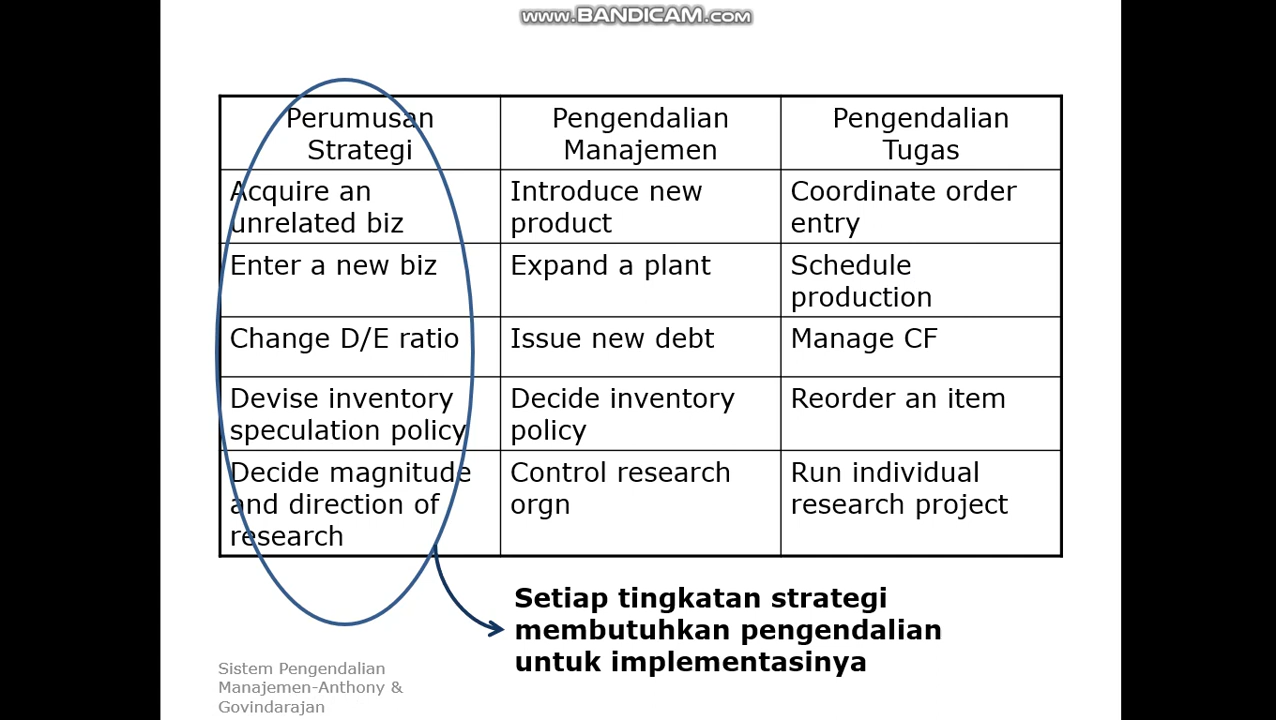 www.BANDICAM.com
Perumusan
Strategi
Pengendalian
Manajemen
Pengendalian
Tugas
Acquire an
unrelated biz
Introduce new
product
Coordinate order
entry
Enter a new biz
Expand a plant
Schedule
production
Change D/E ratio
Issue new debt
Manage CF
Devise inventory
speculation policy
Decide inventory
policy
Reorder an item
Decide magnitude
and direction of
research
Control research
orgn
Run individual
research project
Setiap tingkatan strategi
membutuhkan pengendalian
untuk implementasinya
Sistem Pengendalian
Manajemen-Anthony &
Govindarajan